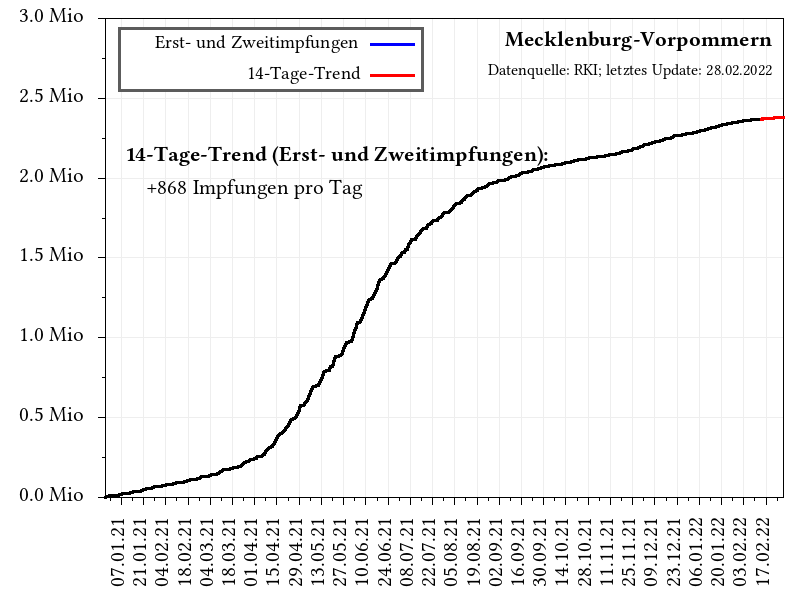 3.0 Mio
2.5 Mio
2.0 Mio
1.5 Mio
1.0 Mio
0.5 Mio
0.0 Mio
Erst- und Zweitimpfungen
14-Tage-Trend
Mecklenburg-Vorpommern
Datenquelle: RKI; letztes Update: 28.02.2022
14-Tage-Trend (Erst- und Zweitimpfungen):
+868 Impfungen pro Tag
07.01.21
21.01.21
04.02.21
18.02.21
04.03.21
18.03.21
01.04.21
15.04.21
29.04.21
13.05.21
27.05.21
10.06.21
24.06.21
08.07.21
22.07.21
05.08.21
19.08.21
02.09.21
16.09.21
30.09.21
14.10.21
28.10.21
11.11.21
25.11.21
09.12.21
23.12.21
06.01.22
20.01.22
03.02.22
17.02.22